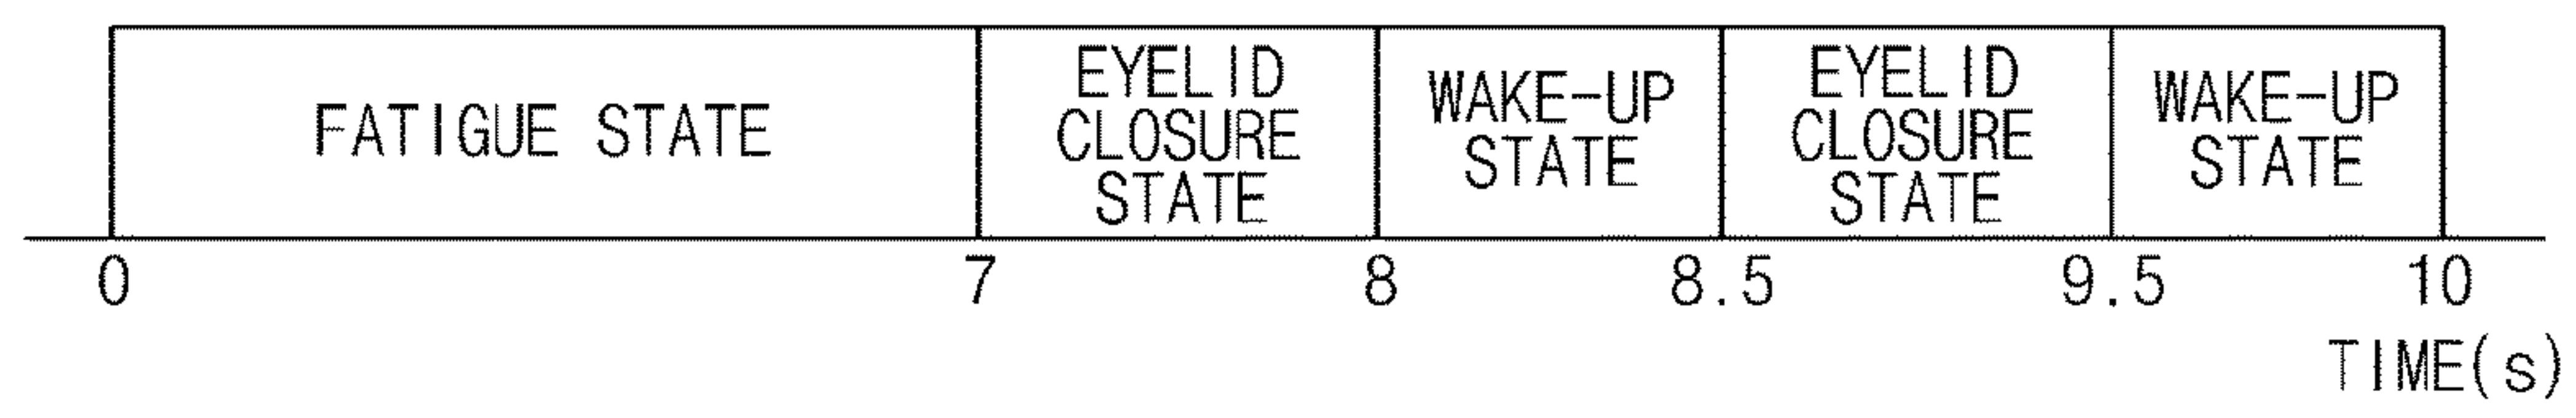 FATIGUE STATE
EYELID
CLOSURE
STATE
WAKE-UP
STATE
EYELID
CLOSURE
STATE
WAKE-UP
STATE
0 7 8 8.5 9.5 10
TIME(s)